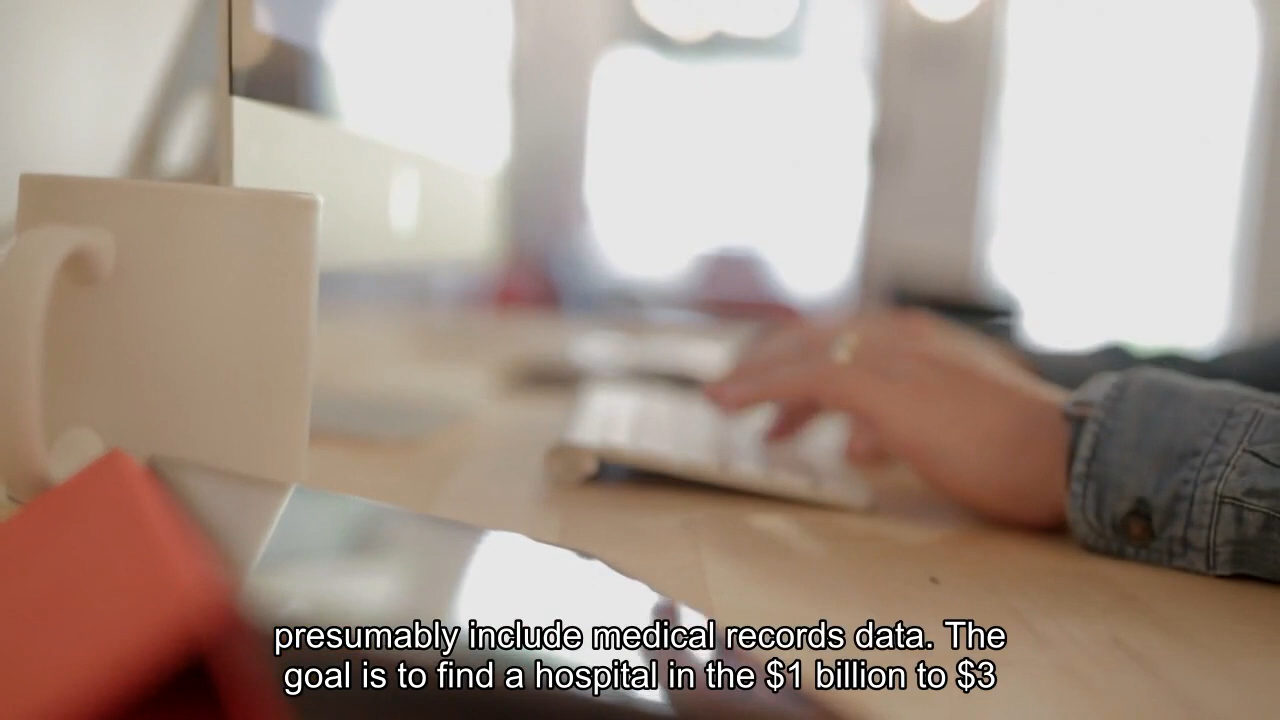 presumably include medical records data. The
goal is to find a hospital in the $1 billion to $3